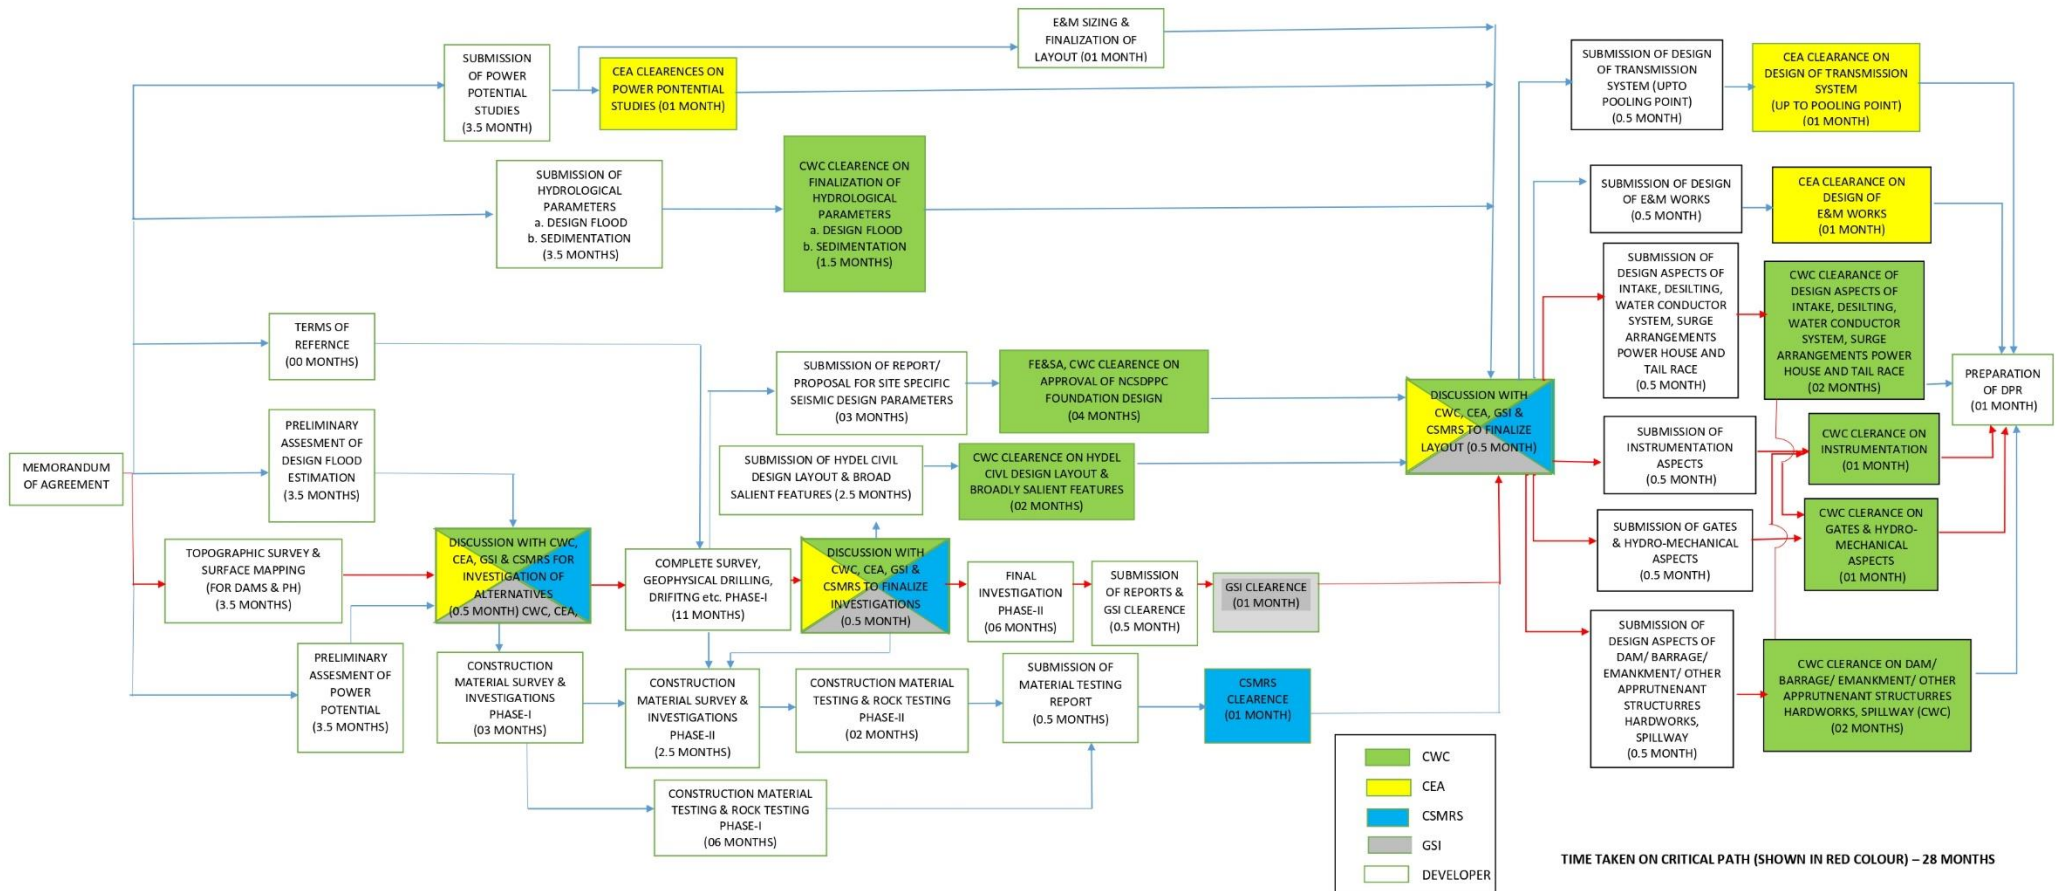 E&M SIZING &
FINALIZATION OF
LAYOUT (01 MONTH)
SUBMISSION
OF POWER
POTENTIAL
STUDIES
(3.5 MONTH)
CEA CLEARENCES ON
POWER PONTENTIAL
STUDIES (01 MONTH)
SUBMISSION OF DESIGN
OF TRANSMISSION
SYSTEM (UPTO
POOLING POINT)
(0.5 MONTH)
CEA CLEARANCE ON
DESIGN OF TRANSMISSION
SYSTEM
(UP TO POOLING POINT)
(01 MONTH)
SUBMISSION OF
HYDROLOGICAL
PARAMETERS
a. DESIGN FLOOD
b. SEDIMENTATION
(3.5 MONTHS)
CWC CLEARENCE ON
FINALIZATION OF
HYDROLOGICAL
PARAMETERS
a. DESIGN FLOOD
b. SEDIMENTATION
(1.5 MONTHS)
SUBMISSION OF DESIGN
OF E&M WORKS
(0.5 MONTH)
CEA CLEARANCE ON
DESIGN OF
E&M WORKS
(01 MONTH)
SUBMISSION OF
DESIGN ASPECTS OF
INTAKE, DESILTING,
WATER CONDUCTOR
SYSTEM, SURGE
ARRANGEMENTS
POWER HOUSE AND
TAIL RACE
(0.5 MONTH)
CWC CLEARANCE OF
DESIGN ASPECTS OF
INTAKE, DESILTING,
WATER CONDUCTOR
SYSTEM, SURGE
ARRANGEMENTS POWER
HOUSE AND TAIL RACE
(02 MONTHS)
TERMS OF
REFERNCE
(00 MONTHS)
SUBMISSION OF REPORT/
PROPOSAL FOR SITE SPECIFIC
SEISMIC DESIGN PARAMETERS
(03 MONTHS)
FE&SA, CWC CLEARENCE ON
APPROVAL OF NCSDPPC
FOUNDATION DESIGN
(04 MONTHS)
DISCUSSION WITH
CWC, CEA, GSI &
CSMRS TO FINALIZE
LAYOUT (0.5 MONTH)
PREPARATION
OF DPR
(01 MONTH)
MEMORANDUM
OF AGREEMENT
PRELIMINARY
ASSESMENT OF
DESIGN FLOOD
ESTIMATION
(3.5 MONTHS)
SUBMISSION OF HYDEL CIVIL
DESIGN LAYOUT & BROAD
SALIENT FEATURES (2.5 MONTHS)
CWC CLEARENCE ON HYDEL
CIVL DESIGN LAYOUT &
BROADLY SALIENT FEATURES
(02 MONTHS)
SUBMISSION OF
INSTRUMENTATION
ASPECTS
(0.5 MONTH)
CWC CLERANCE ON
INSTRUMENTATION
(01 MONTH)
TOPOGRAPHIC SURVEY &
SURFACE MAPPING
(FOR DAMS & PH)
(3.5 MONTHS)
DISCUSSION WITH CWC,
CEA, GSI & CSMRS FOR
INVESTIGATION OF
ALTERNATIVES
(0.5 MONTH) CWC, CEA,
COMPLETE SURVEY,
GEOPHYSICAL DRILLING,
DRIFITNG etc. PHASE-I
(11 MONTHS)
DISCUSSION WITH
CWC, CEA, GSI &
CSMRS TO FINALIZE
INVESTIGATIONS
(0.5 MONTH)
FINAL
INVESTIGATION
PHASE-II
(06 MONTHS)
SUBMISSION
OF REPORTS &
GSI CLEARENCE
(0.5 MONTH)
GSI CLEARENCE
(01 MONTH)
SUBMISSION OF GATES
& HYDRO-MECHANICAL
ASPECTS
(0.5 MONTH)
CWC CLERANCE ON
GATES & HYDRO-
MECHANICAL
ASPECTS
(01 MONTH)
PRELIMINARY
ASSESMENT OF
POWER
POTENTIAL
(3.5 MONTHS)
CONSTRUCTION
MATERIAL SURVEY &
INVESTIGATIONS
PHASE-I
(03 MONTHS)
CONSTRUCTION
MATERIAL SURVEY &
INVESTIGATIONS
PHASE-II
(2.5 MONTHS)
CONSTRUCTION MATERIAL
TESTING & ROCK TESTING
PHASE-II
(02 MONTHS)
SUBMISSION OF
MATERIAL TESTING
REPORT
(0.5 MONTHS)
CSMRS
CLEARENCE
(01 MONTH)
SUBMISSION OF
DESIGN ASPECTS OF
DAM/ BARRAGE/
EMANKMENT/ OTHER
APPRUTNENANT
STRUCTURRES
HARDWORKS,
SPILLWAY
(0.5 MONTH)
CWC CLERANCE ON DAM/
BARRAGE/ EMANKMENT/ OTHER
APPRUTNENANT STRUCTURRES
HARDWORKS, SPILLWAY (CWC)
(02 MONTHS)
CONSTRUCTION MATERIAL
TESTING & ROCK TESTING
PHASE-I
(06 MONTHS)
CWC
CEA
CSMRS
GSI
DEVELOPER
TIME TAKEN ON CRITICAL PATH (SHOWN IN RED COLOUR) – 28 MONTHS